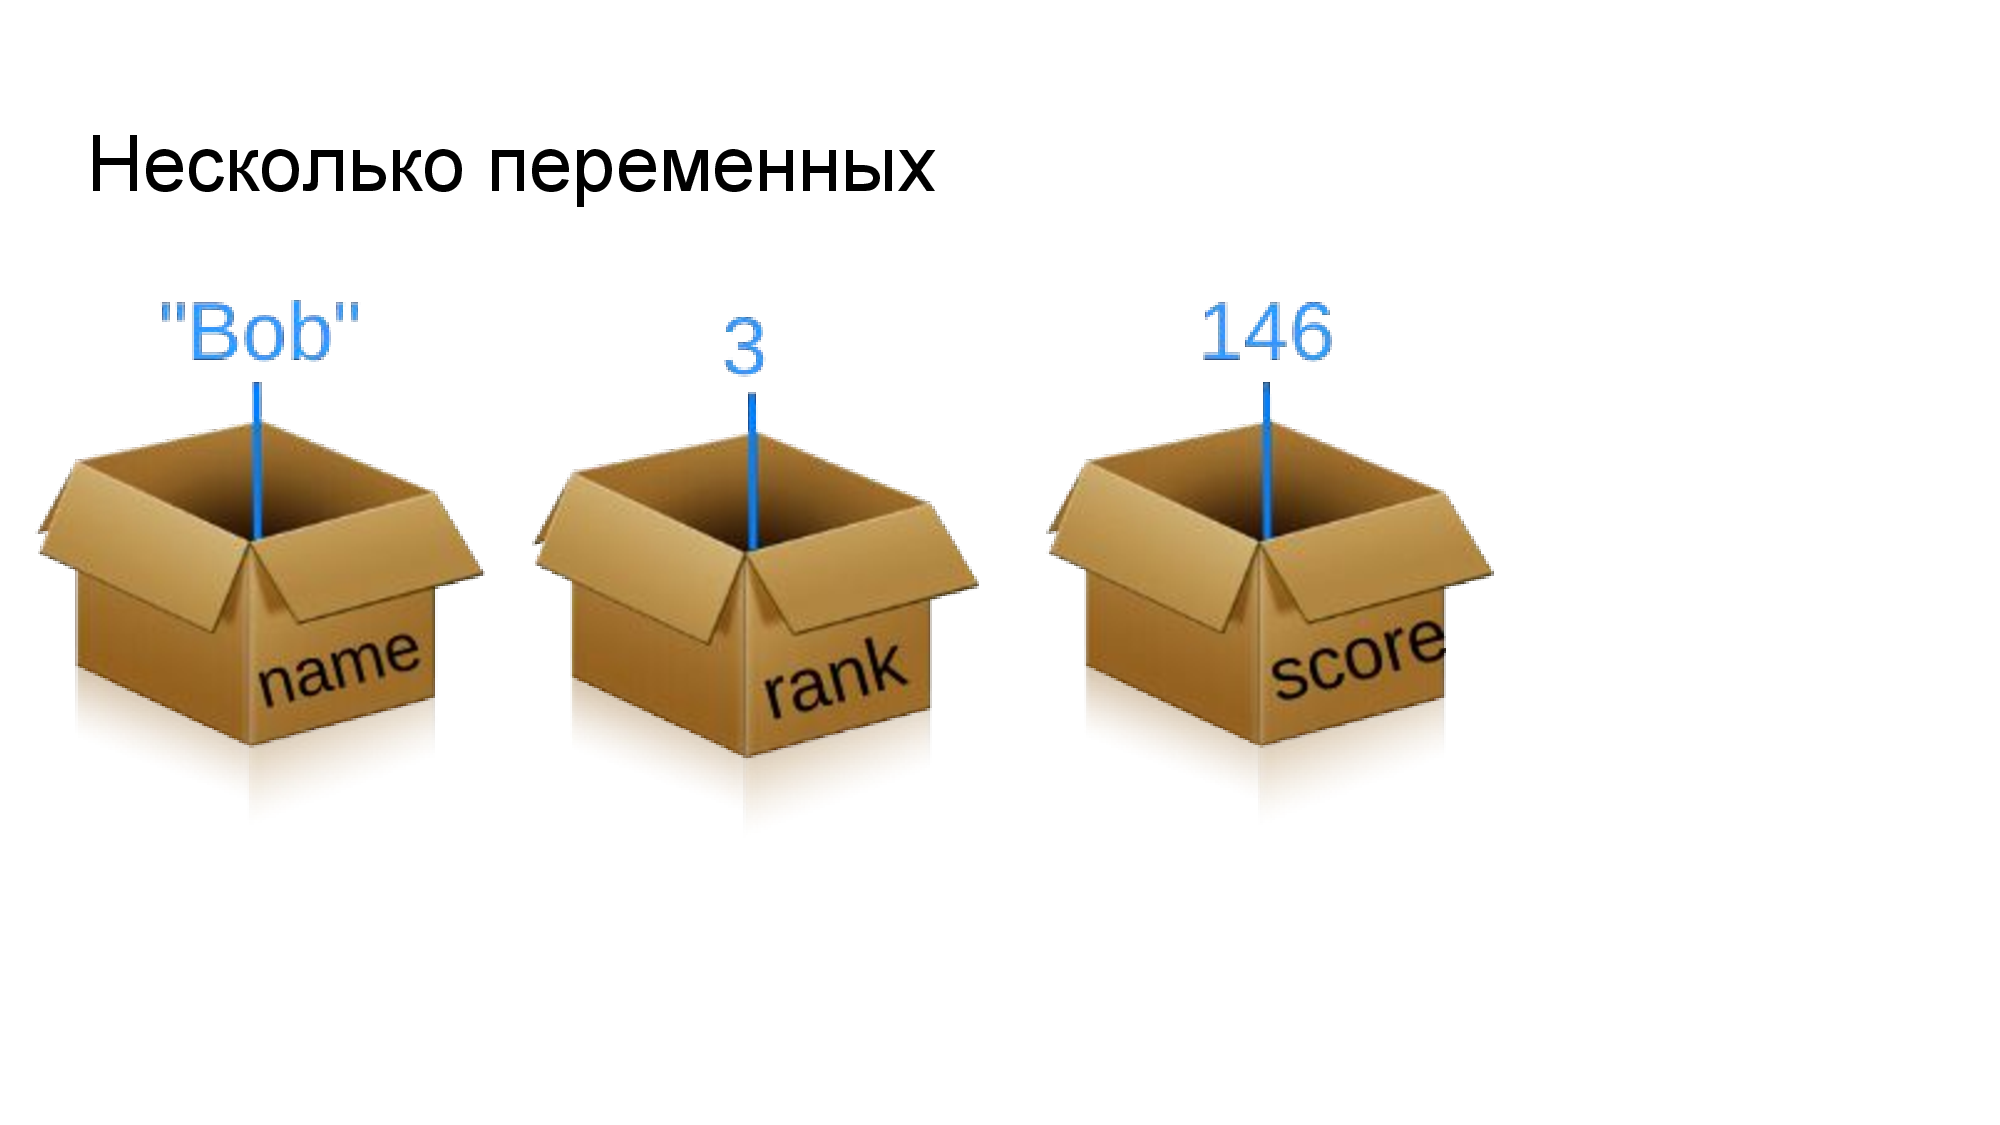 Несколько переменных
"Bob"
3
146
name
rank
score